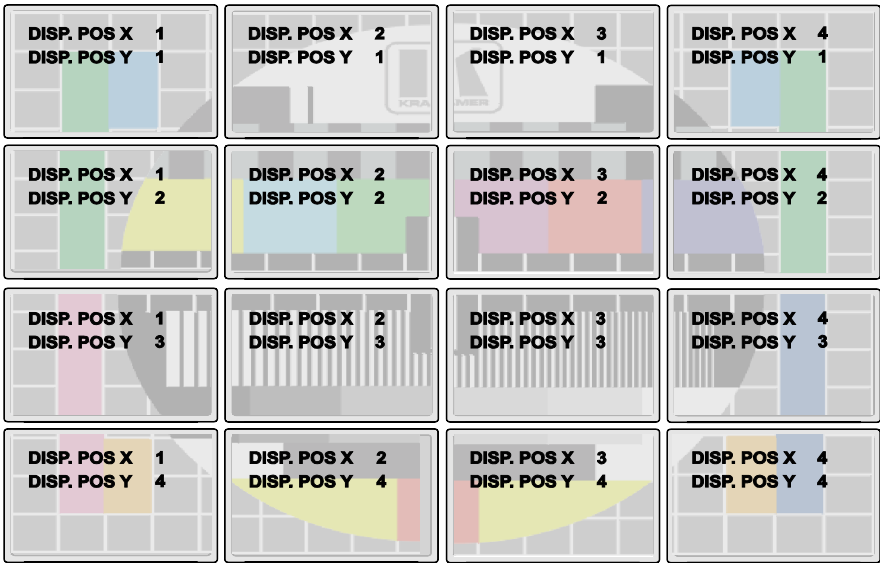 DISP. POS X 1
DISP. POS Y 1
DISP. POS X 2
DISP. POS Y 1
DISP. POS X 3
DISP. POS Y 1
DISP. POS X 4
DISP. POS Y 1
DISP. POS X 1
DISP. POS Y 2
DISP. POS X 2
DISP. POS Y 2
DISP. POS X 3
DISP. POS Y 2
DISP. POS X 4
DISP. POS Y 2
DISP. POS X 1
DISP. POS Y 3
DISP. POS X 2
DISP. POS Y 3
DISP. POS X 3
DISP. POS Y 3
DISP. POS X 4
DISP. POS Y 3
DISP. POS X 1
DISP. POS Y 4
DISP. POS X 2
DISP. POS Y 4
DISP. POS X 3
DISP. POS Y 4
DISP. POS X 4
DISP. POS Y 4